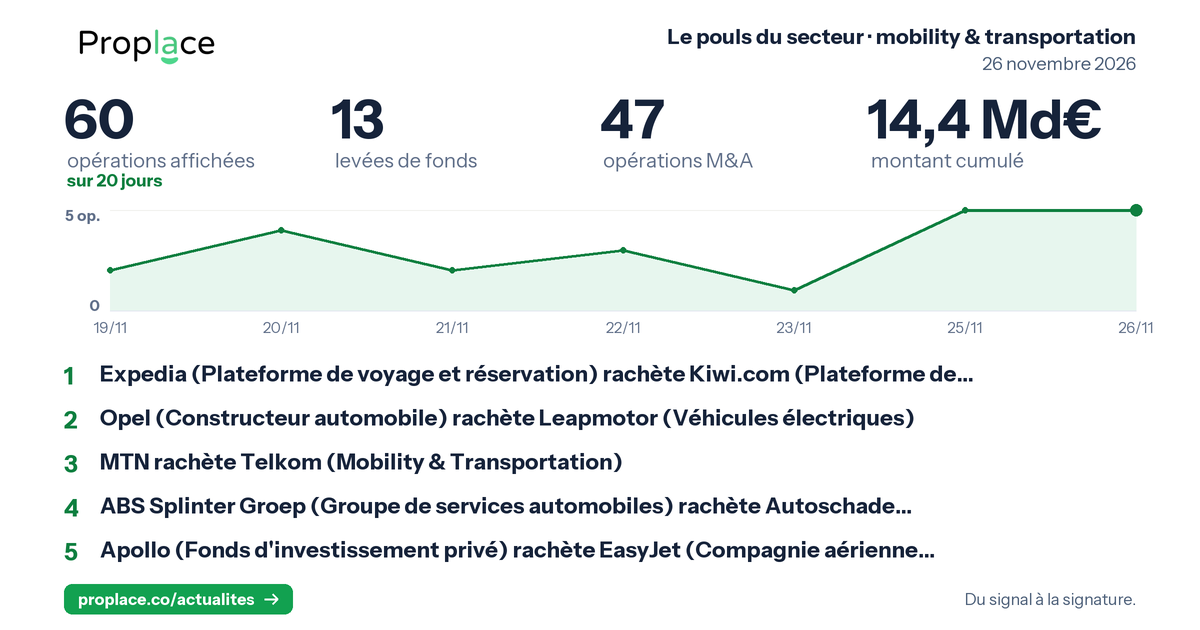 Proplace
Le pouls du secteur · mobility & transportation
26 novembre 2026
60
opérations affichées
sur 20 jours
13
levées de fonds
47
opérations M&A
14,4 Md€
montant cumulé
5 op.
0
19/11 20/11 21/11 22/11 23/11 25/11 26/11
1 Expedia (Plateforme de voyage et réservation) rachète Kiwi.com (Plateforme de...
2 Opel (Constructeur automobile) rachète Leapmotor (Véhicules électriques)
3 MTN rachète Telkom (Mobility & Transportation)
4 ABS Splinter Groep (Groupe de services automobiles) rachète Autoschade...
5 Apollo (Fonds d'investissement privé) rachète EasyJet (Compagnie aérienne...
proplace.co/actualites →
Du signal à la signature.